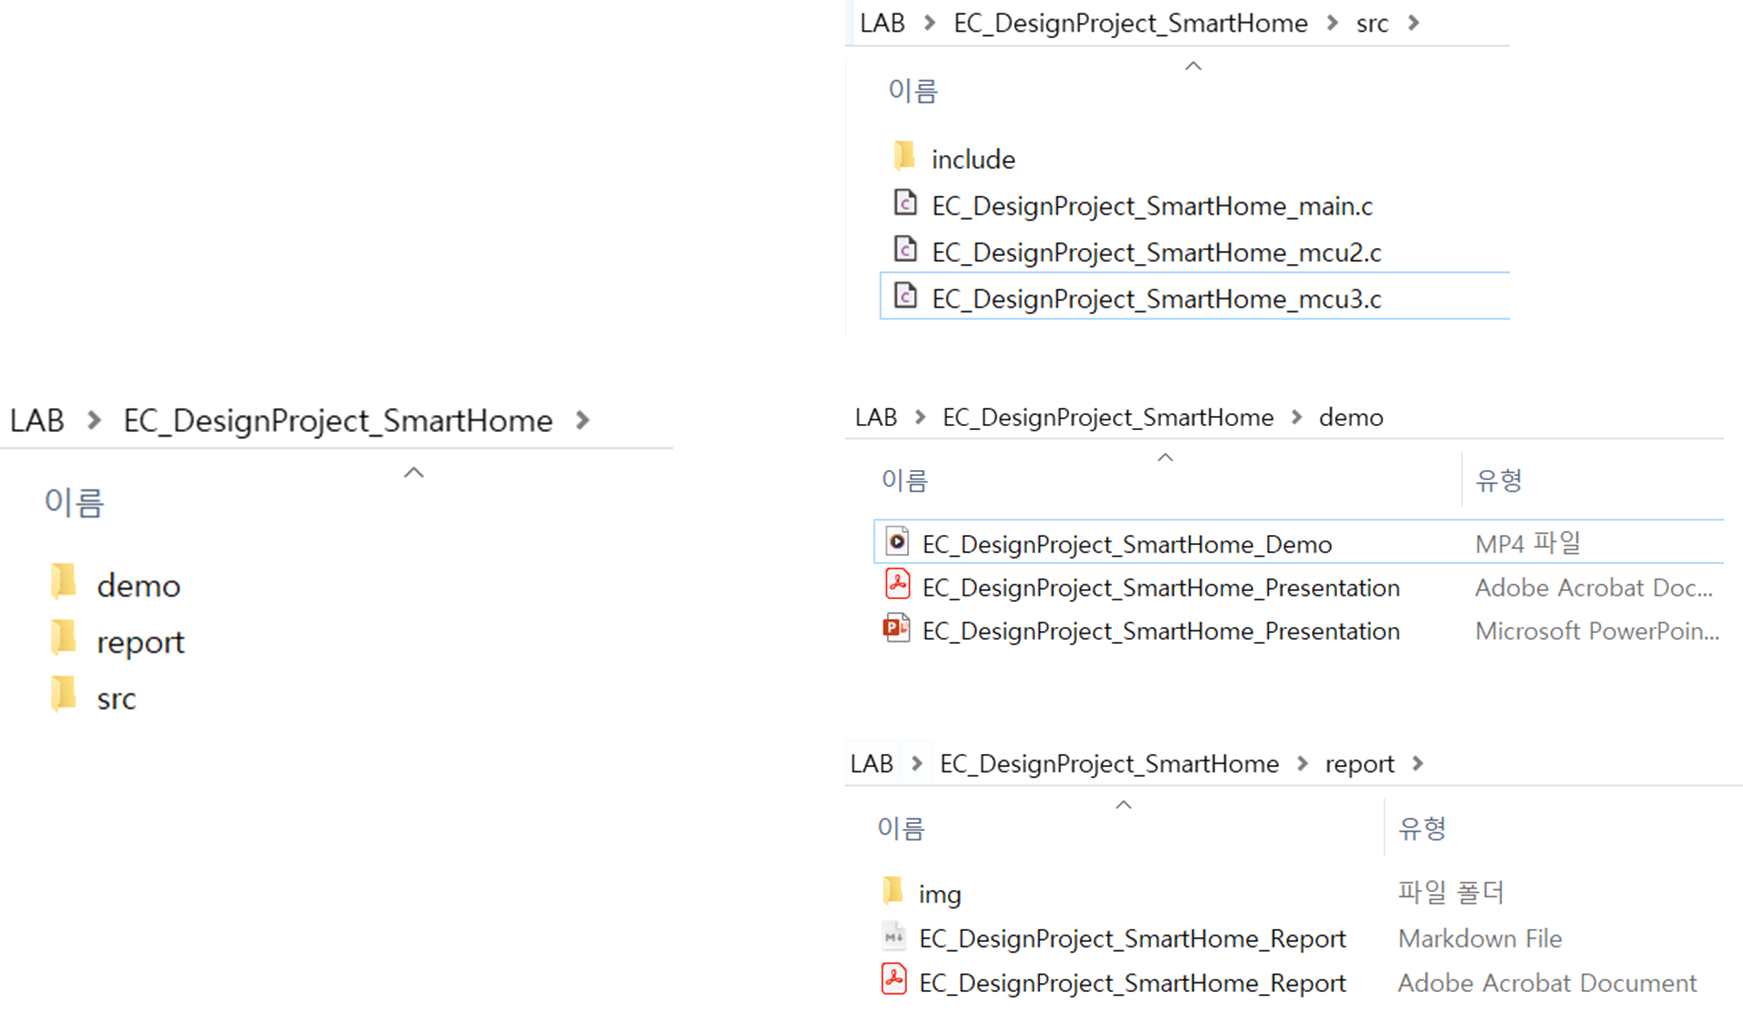 LAB > EC_DesignProject_SmartHome >
이름
demo
report
src
LAB > EC_DesignProject_SmartHome > src >
이름
include
EC_DesignProject_SmartHome_main.c
EC_DesignProject_SmartHome_mcu2.c
EC_DesignProject_SmartHome_mcu3.c
LAB > EC_DesignProject_SmartHome > demo
이름 유형
EC_DesignProject_SmartHome_Demo MP4 파일
EC_DesignProject_SmartHome_Presentation Adobe Acrobat Doc...
EC_DesignProject_SmartHome_Presentation Microsoft PowerPoin...
LAB > EC_DesignProject_SmartHome > report >
이름 유형
img 파일 폴더
EC_DesignProject_SmartHome_Report Markdown File
EC_DesignProject_SmartHome_Report Adobe Acrobat Document